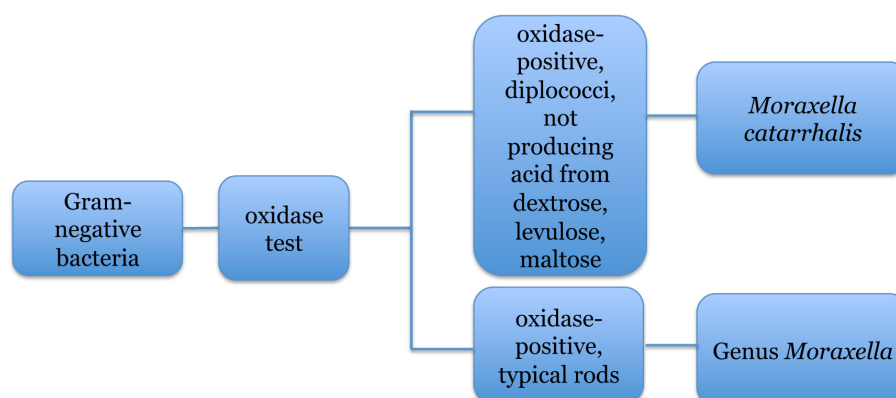 Gram-
negative
bacteria
oxidase
test
oxidase-
positive,
diplococci,
not
producing
acid from
dextrose,
levulose,
maltose
Moraxella
catarrhalis
oxidase-
positive,
typical rods
Genus Moraxella